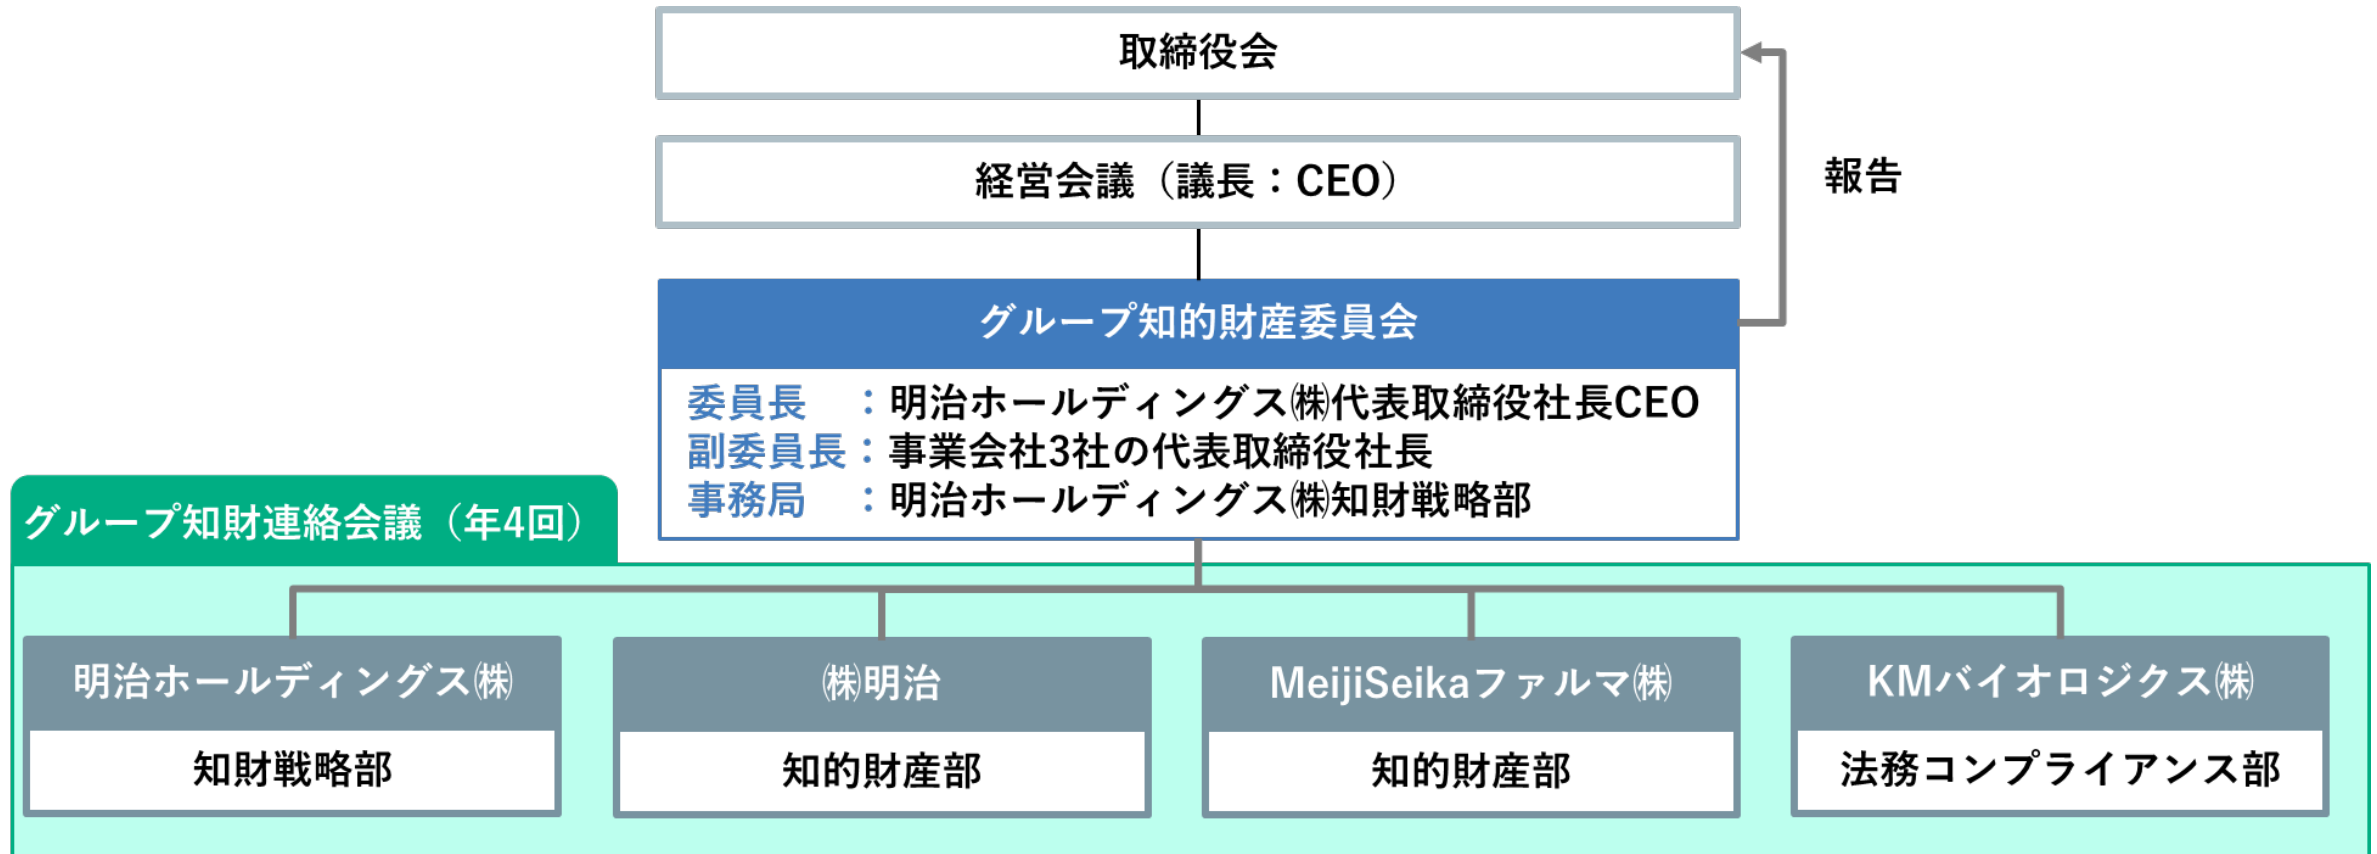 取締役会
経営会議（議長：CEO）
報告
グループ知的財産委員会
委員長　：明治ホールディングス㈱代表取締役社長CEO
副委員長：事業会社3社の代表取締役社長
事務局　：明治ホールディングス㈱知財戦略部
グループ知財連絡会議（年4回）
明治ホールディングス㈱
知財戦略部
㈱明治
知的財産部
MeijiSeikaファルマ㈱
知的財産部
KMバイオロジクス㈱
法務コンプライアンス部